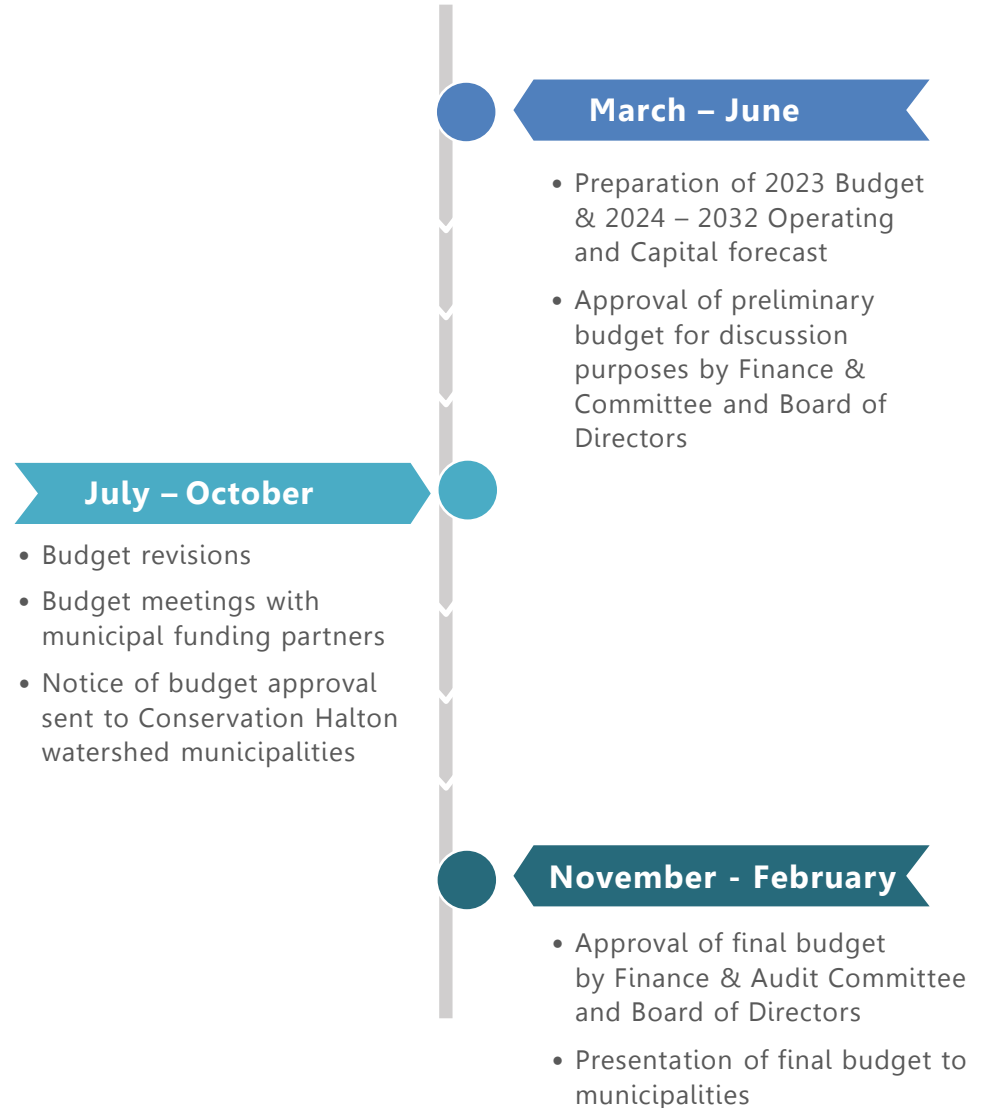 March – June
• Preparation of 2023 Budget
& 2024 – 2032 Operating
and Capital forecast
• Approval of preliminary
budget for discussion
purposes by Finance &
Committee and Board of
Directors
July – October
• Budget revisions
• Budget meetings with
municipal funding partners
• Notice of budget approval
sent to Conservation Halton
watershed municipalities
November - February
• Approval of final budget
by Finance & Audit Committee
and Board of Directors
• Presentation of final budget to
municipalities